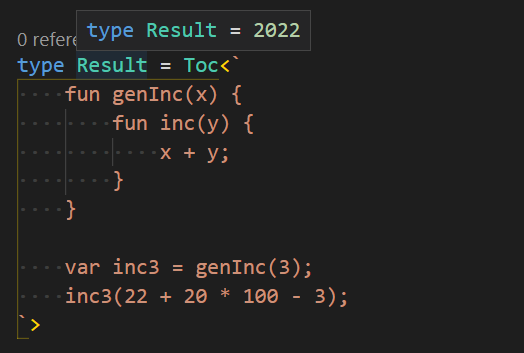 type Result = 2022
0 refere
type Result = Toc<`
    fun genInc(x) {
        fun inc(y) {
            x + y;
        }
    }

    var inc3 = genInc(3);
    inc3(22 + 20 * 100 - 3);
`>